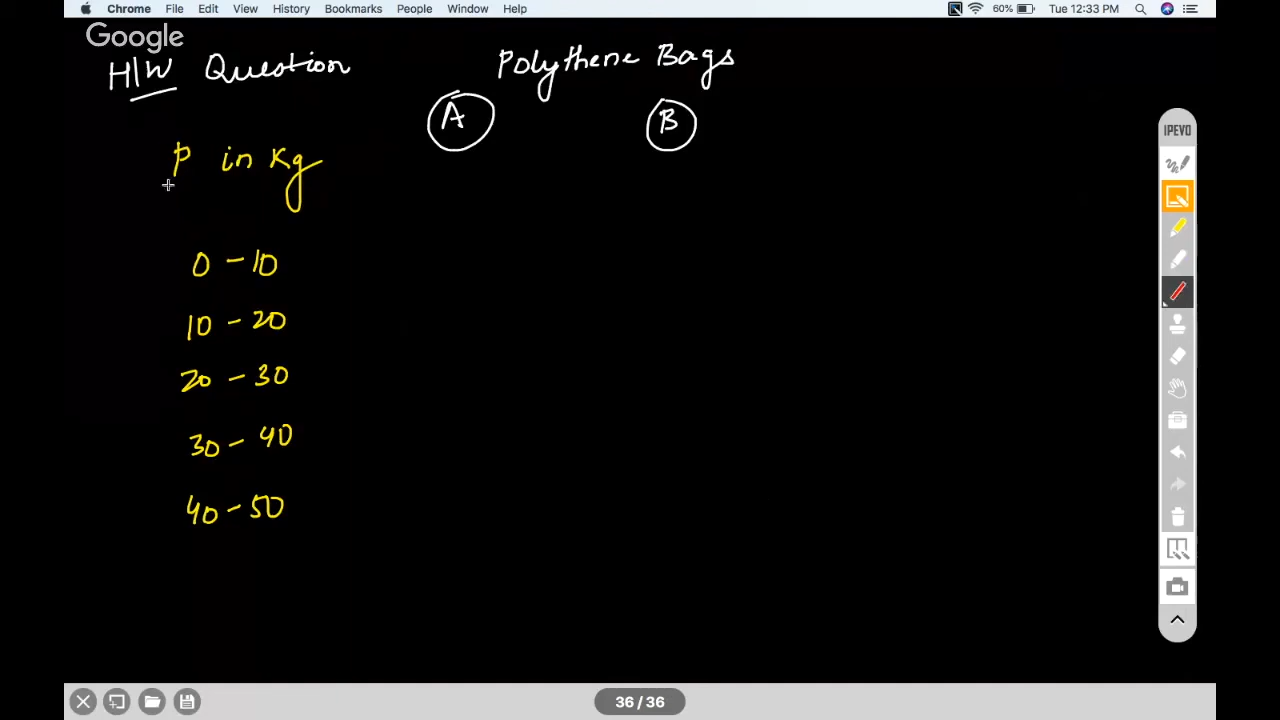 Chrome File Edit View History Bookmarks People Window Help 60% Tue 12:33 PM
Google
H/W Question Polythene Bags
A B
P in Kg
IPEVO
0 - 10
10 - 20
20 - 30
30 - 40
40 - 50
36 / 36